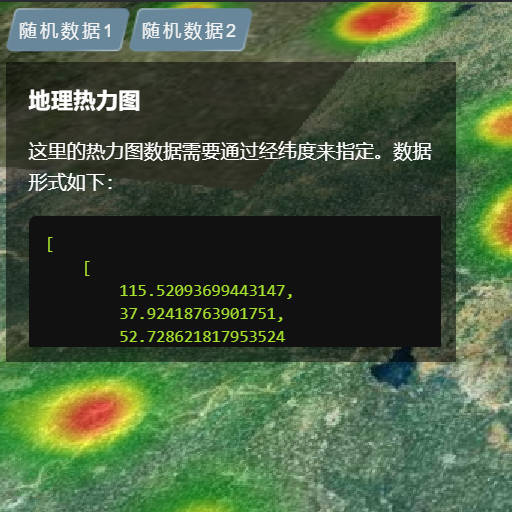 随机数据1 随机数据2
地理热力图
这里的热力图数据需要通过经纬度来指定。数据
形式如下：
[
[
115.52093699443147,
37.92418763901751,
52.728621817953524